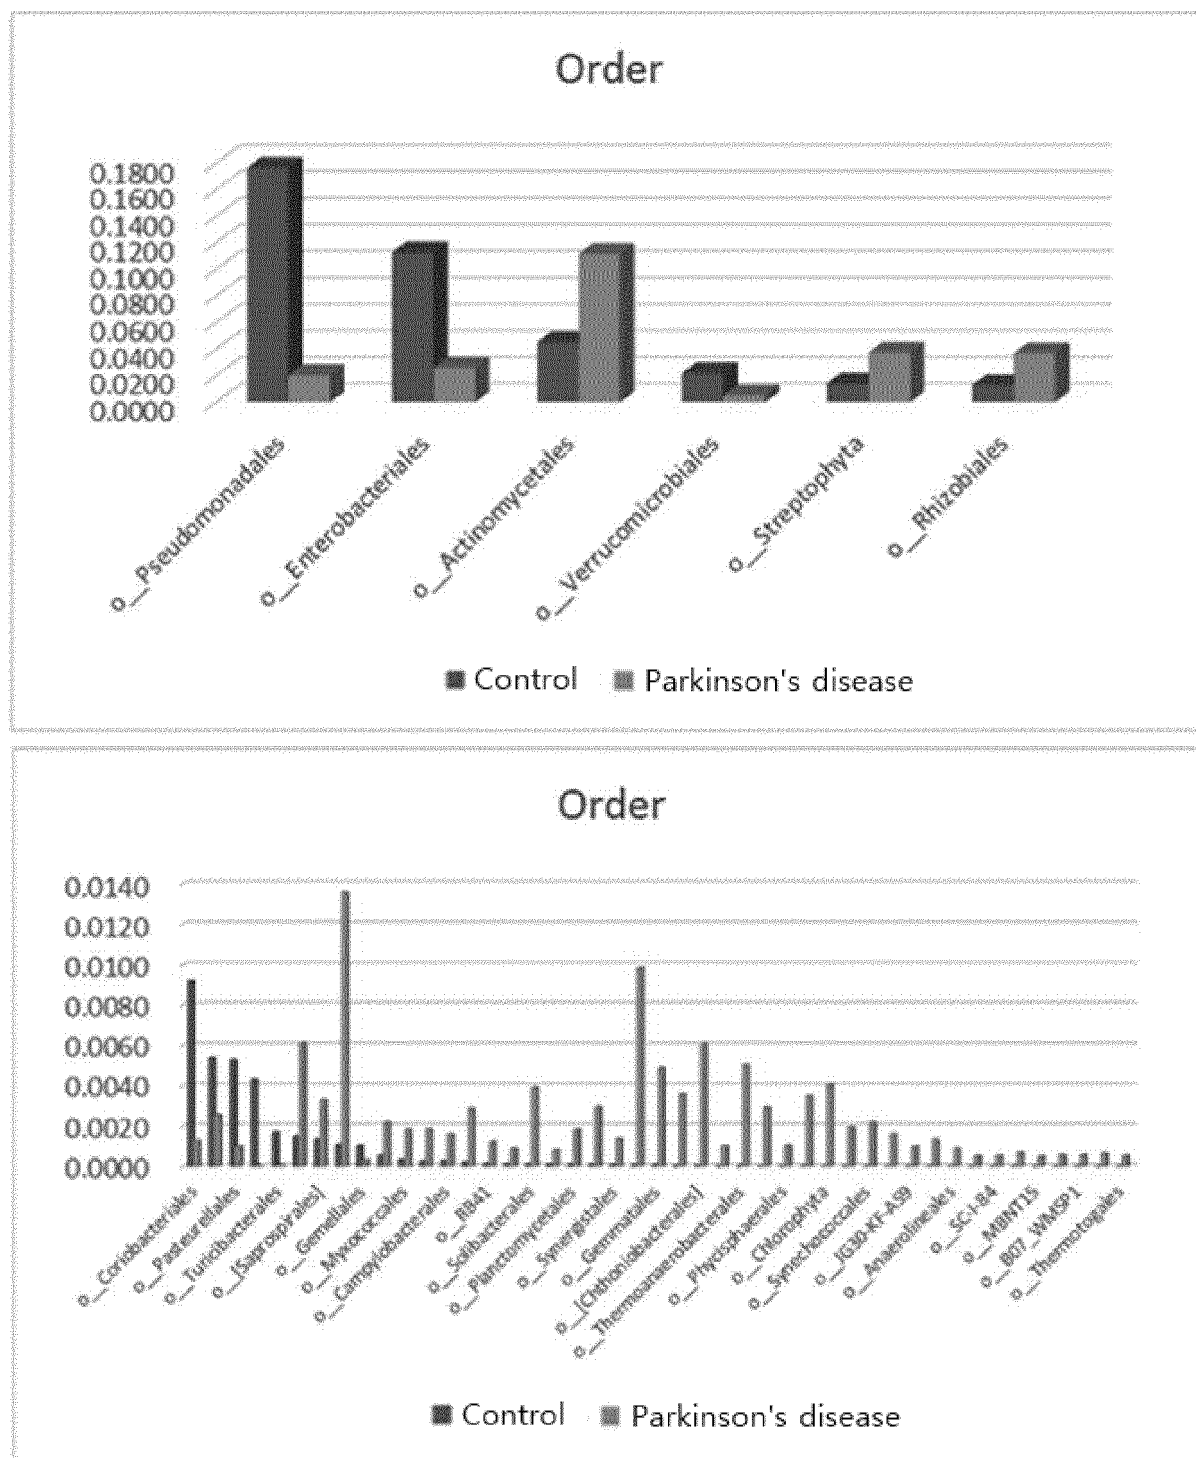 Order
0.1800
0.1600
0.1400
0.1200
0.1000
0.0800
0.0600
0.0400
0.0200
0.0000
o__Pseudomonadales
o__Enterobacteriales
o__Actinomycetales
o__Verrucomicrobiales
o__Streptophyta
o__Rhizobiales
Control
Parkinson's disease
Order
0.0140
0.0120
0.0100
0.0080
0.0060
0.0040
0.0020
0.0000
o__Coriobacteriales
o__Pasteurellales
o__Turicibacterales
o__[Saprospirales]
o__Gemellales
o__Myxococcales
o__Campylobacterales
o__RB41
o__Solibacterales
o__Planctomycetales
o__Synergistales
o__Gemmatales
o__[Chthoniobacterales]
o__Thermoanaerobacterales
o__Phycisphaerales
o__Chlorophyta
o__Synechococcales
o__JG30-KF-AS9
o__Anaerolineales
o__SC-I-84
o__MBNT15
o__B07_WMSP1
o__Thermotogales
Control
Parkinson's disease